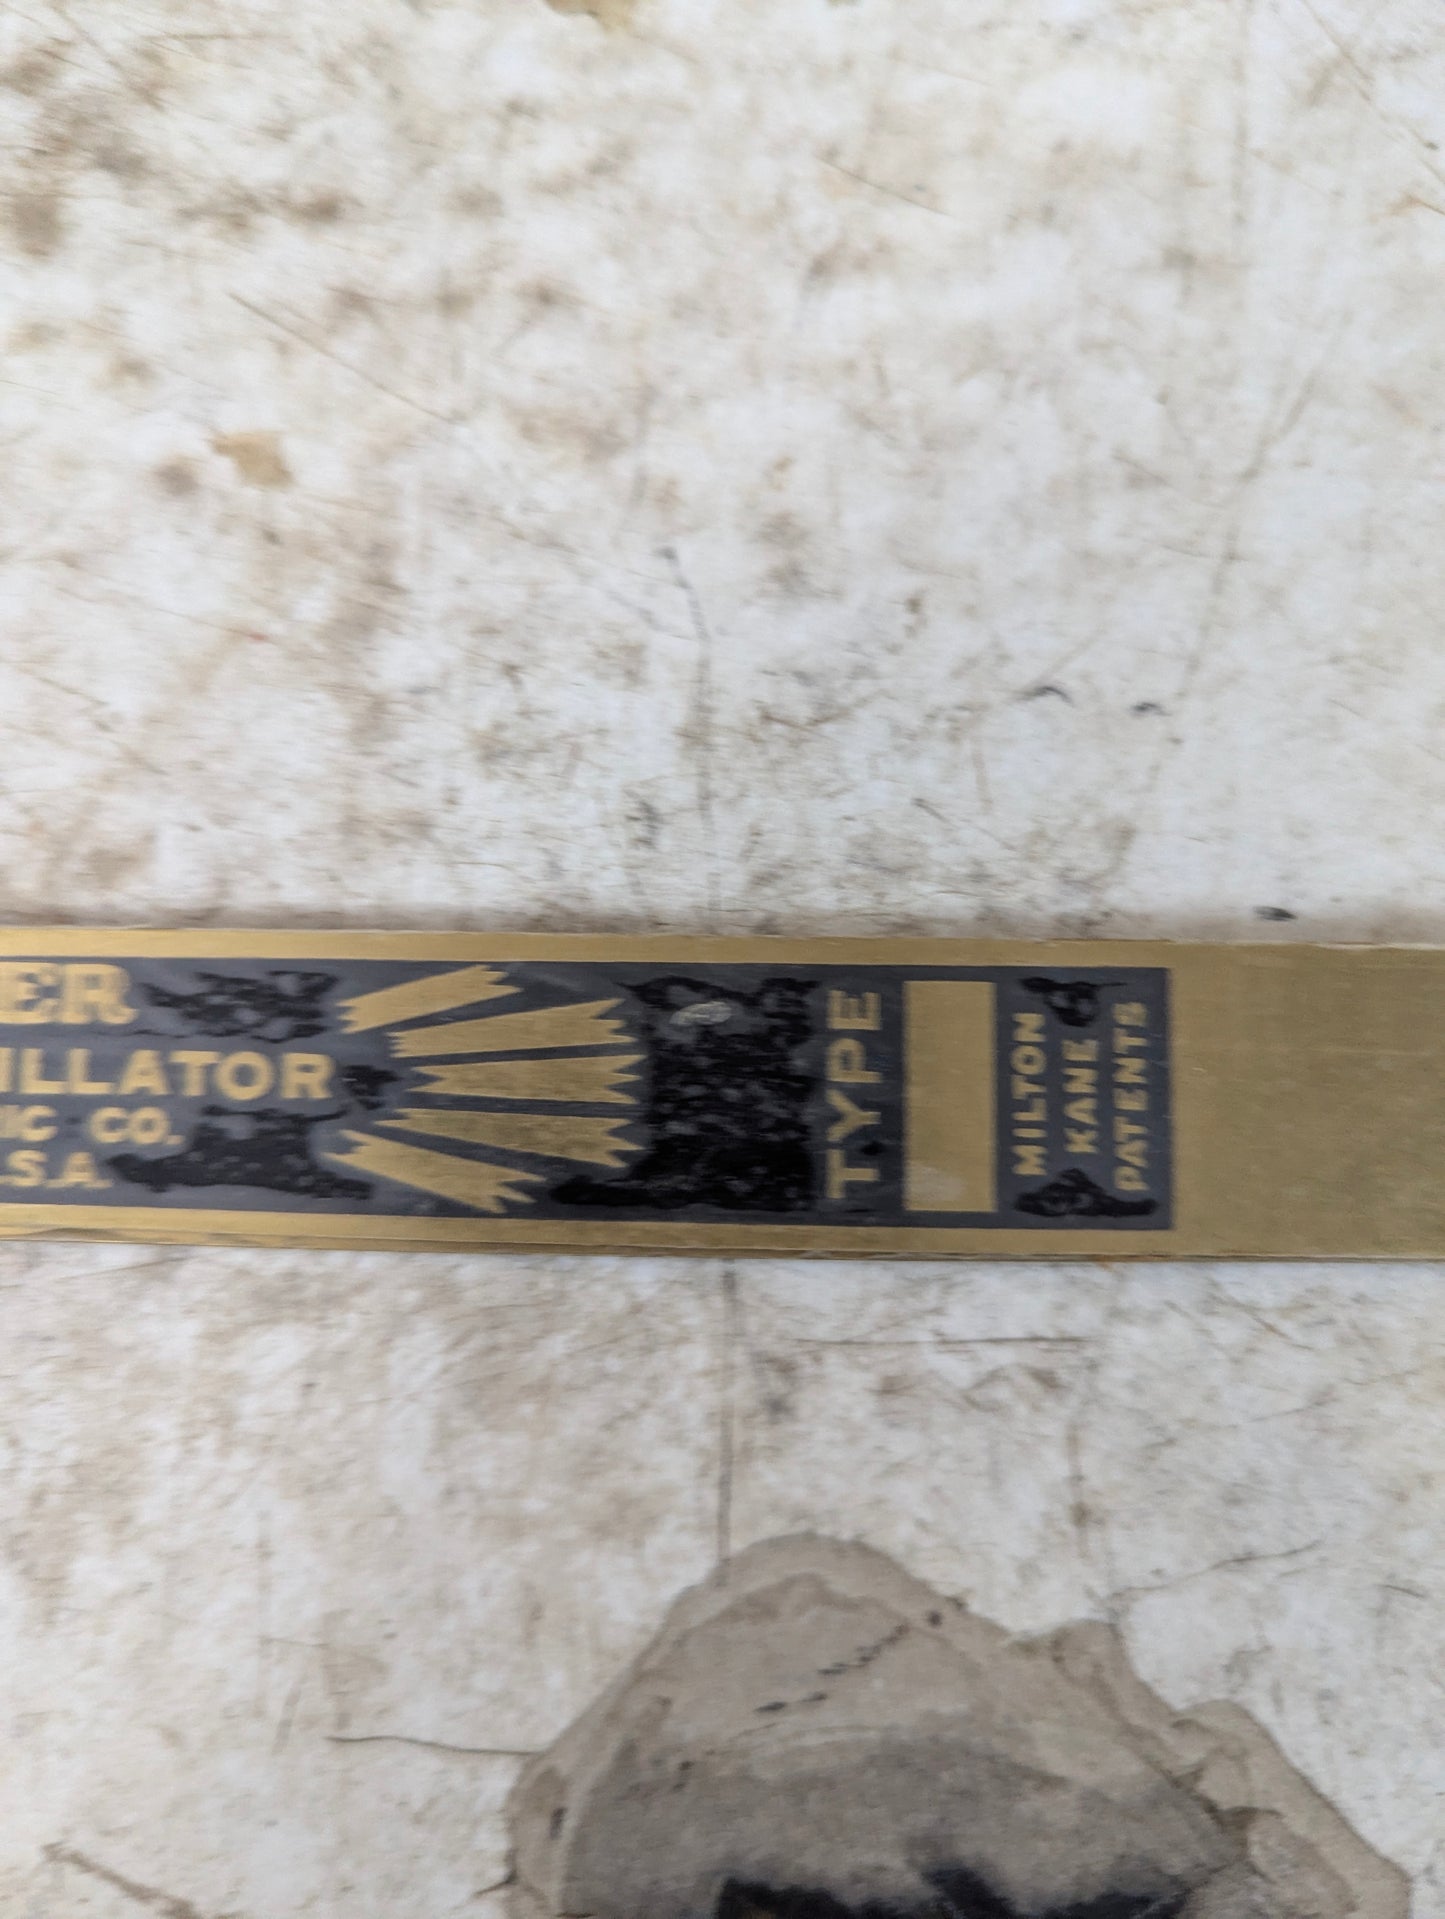 ER
ILLATOR
IC CO.
.S.A.
TYPE
MILTON
KANE
PATENTS